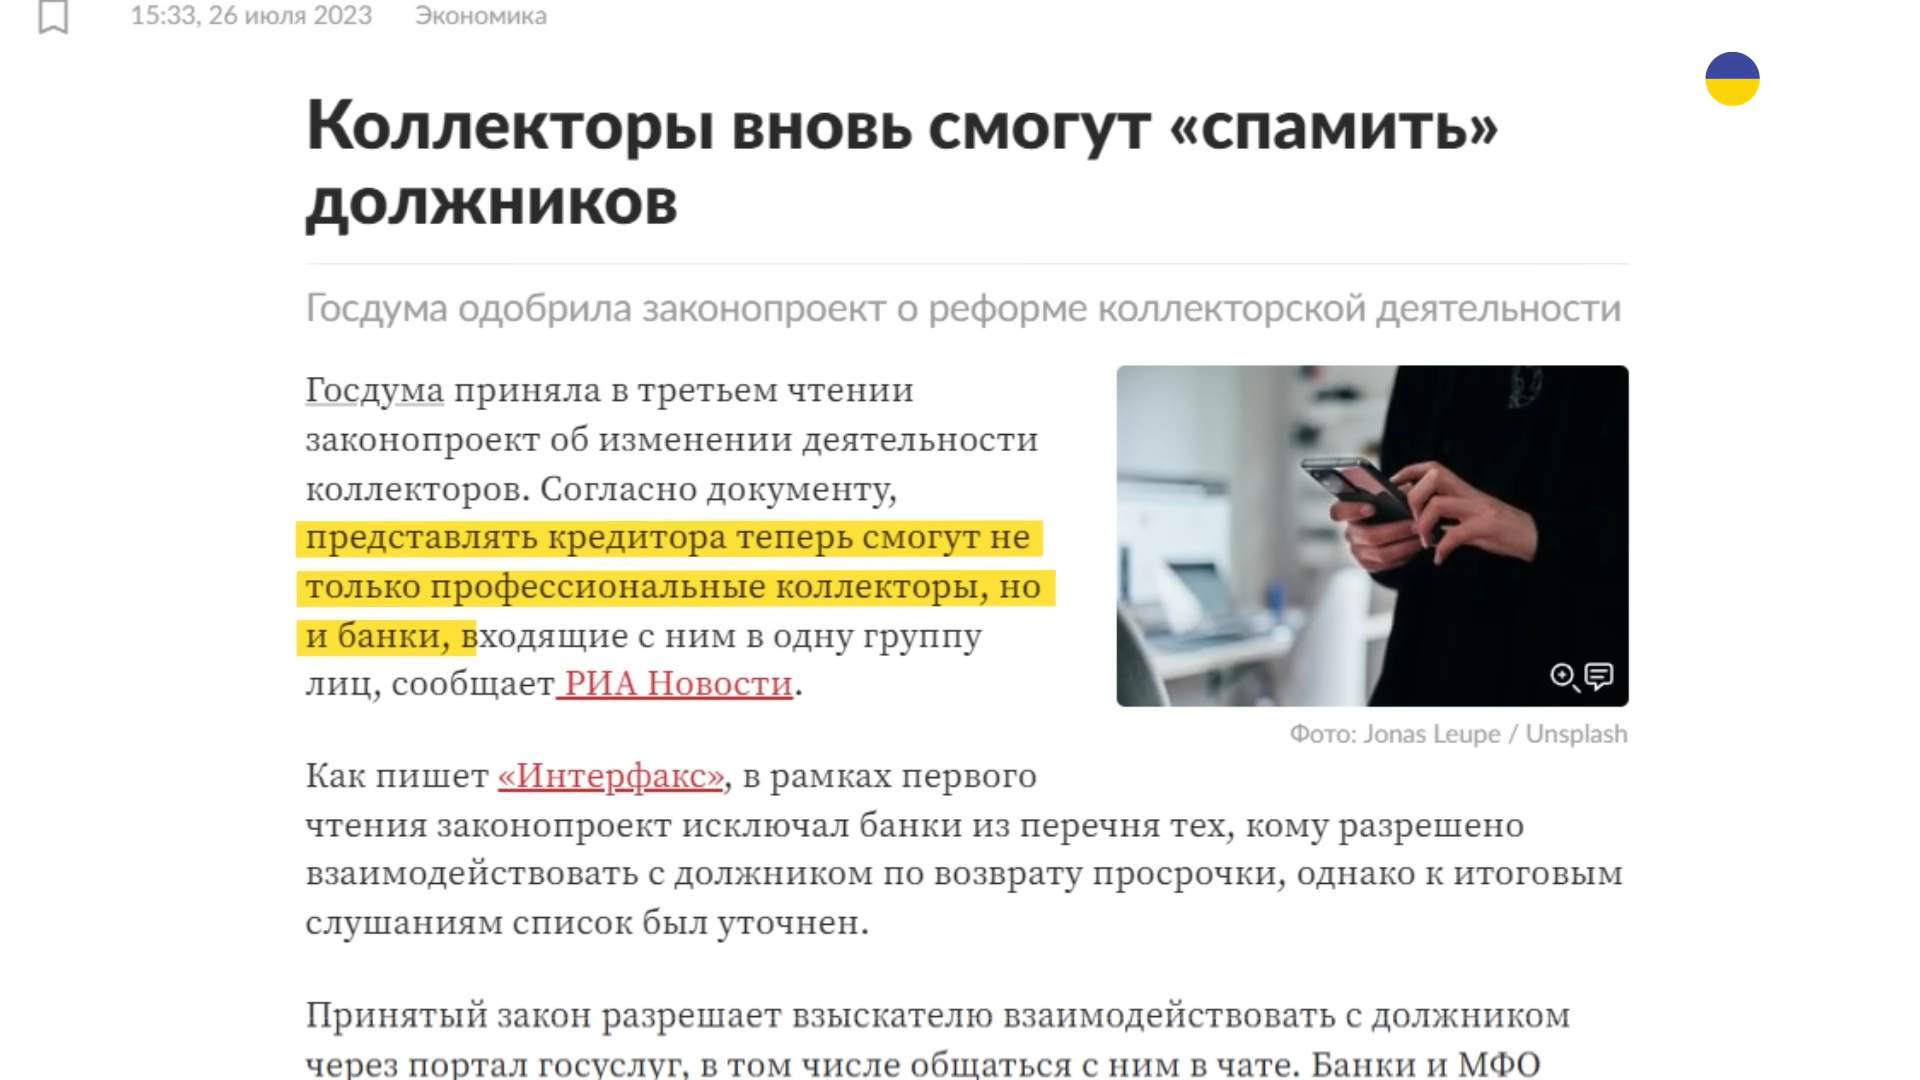 15:33, 26 июля 2023 Экономика
Коллекторы вновь смогут «спамить»
должников
Госдума одобрила законопроект о реформе коллекторской деятельности
Госдума приняла в третьем чтении
законопроект об изменении деятельности
коллекторов. Согласно документу,
представлять кредитора теперь смогут не
только профессиональные коллекторы, но
и банки, входящие с ним в одну группу
лиц, сообщает РИА Новости.
Фото: Jonas Leupe / Unsplash
Как пишет «Интерфакс», в рамках первого
чтения законопроект исключал банки из перечня тех, кому разрешено
взаимодействовать с должником по возврату просрочки, однако к итоговым
слушаниям список был уточнен.
Принятый закон разрешает взыскателю взаимодействовать с должником
через портал госуслуг, в том числе общаться с ним в чате. Банки и МФО